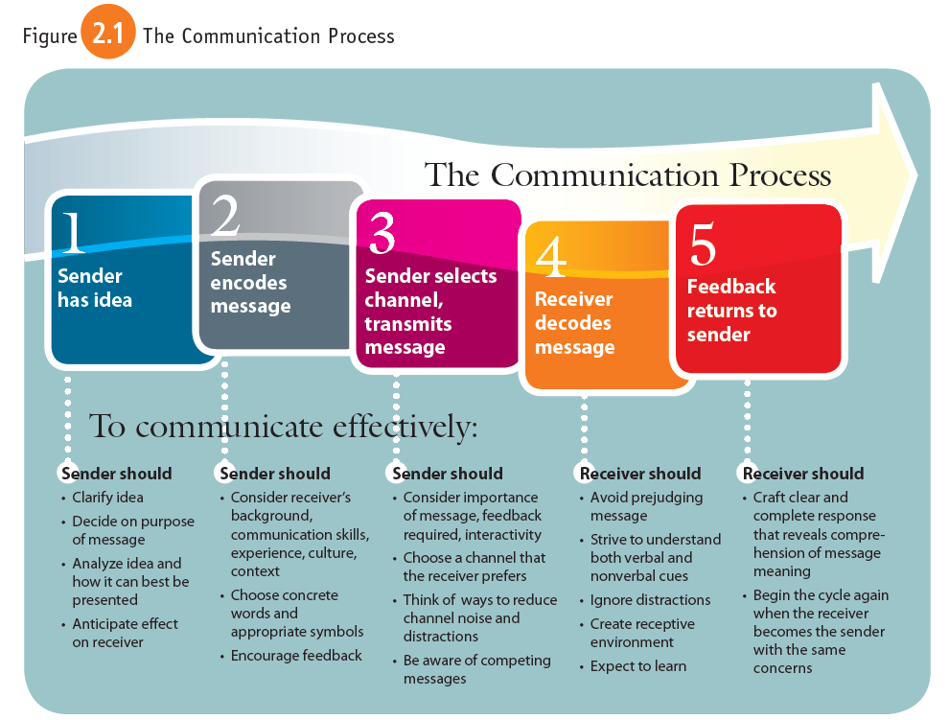 Figure 2.1 The Communication Process
The Communication Process
1
Sender
has idea
2
Sender
encodes
message
3
Sender selects
channel,
transmits
message
4
Receiver
decodes
message
5
Feedback
returns to
sender
To communicate effectively:
Sender should
• Clarify idea
• Decide on purpose
of message
• Analyze idea and
how it can best be
presented
• Anticipate effect
on receiver
Sender should
• Consider receiver's
background,
communication skills,
experience, culture,
context
• Choose concrete
words and
appropriate symbols
• Encourage feedback
Sender should
• Consider importance
of message, feedback
required, interactivity
• Choose a channel that
the receiver prefers
• Think of ways to reduce
channel noise and
distractions
• Be aware of competing
messages
Receiver should
• Avoid prejudging
message
• Strive to understand
both verbal and
nonverbal cues
• Ignore distractions
• Create receptive
environment
• Expect to learn
Receiver should
• Craft clear and
complete response
that reveals compre-
hension of message
meaning
• Begin the cycle again
when the receiver
becomes the sender
with the same
concerns